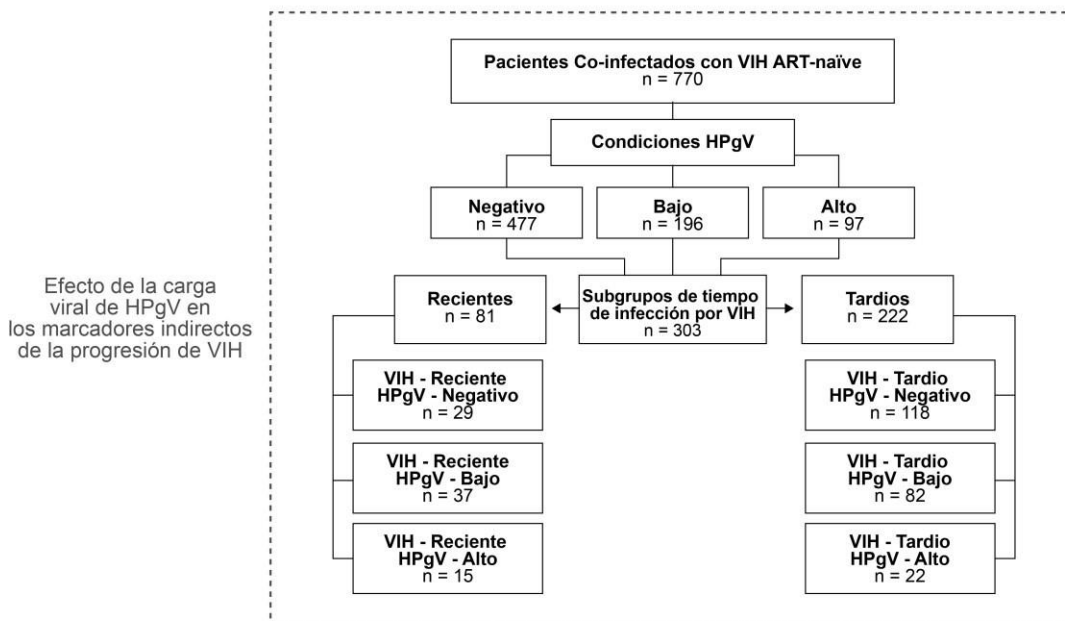 Efecto de la carga
viral de HPgV en
los marcadores indirectos
de la progresión de VIH
Pacientes Co-infectados con VIH ART-naïve
n = 770
Condiciones HPgV
Negativo
n = 477
Bajo
n = 196
Alto
n = 97
Recientes
n = 81
Subgrupos de tiempo
de infección por VIH
n = 303
Tardios
n = 222
VIH - Reciente
HPgV - Negativo
n = 29
VIH - Reciente
HPgV - Bajo
n = 37
VIH - Reciente
HPgV - Alto
n = 15
VIH - Tardio
HPgV - Negativo
n = 118
VIH - Tardio
HPgV - Bajo
n = 82
VIH - Tardio
HPgV - Alto
n = 22